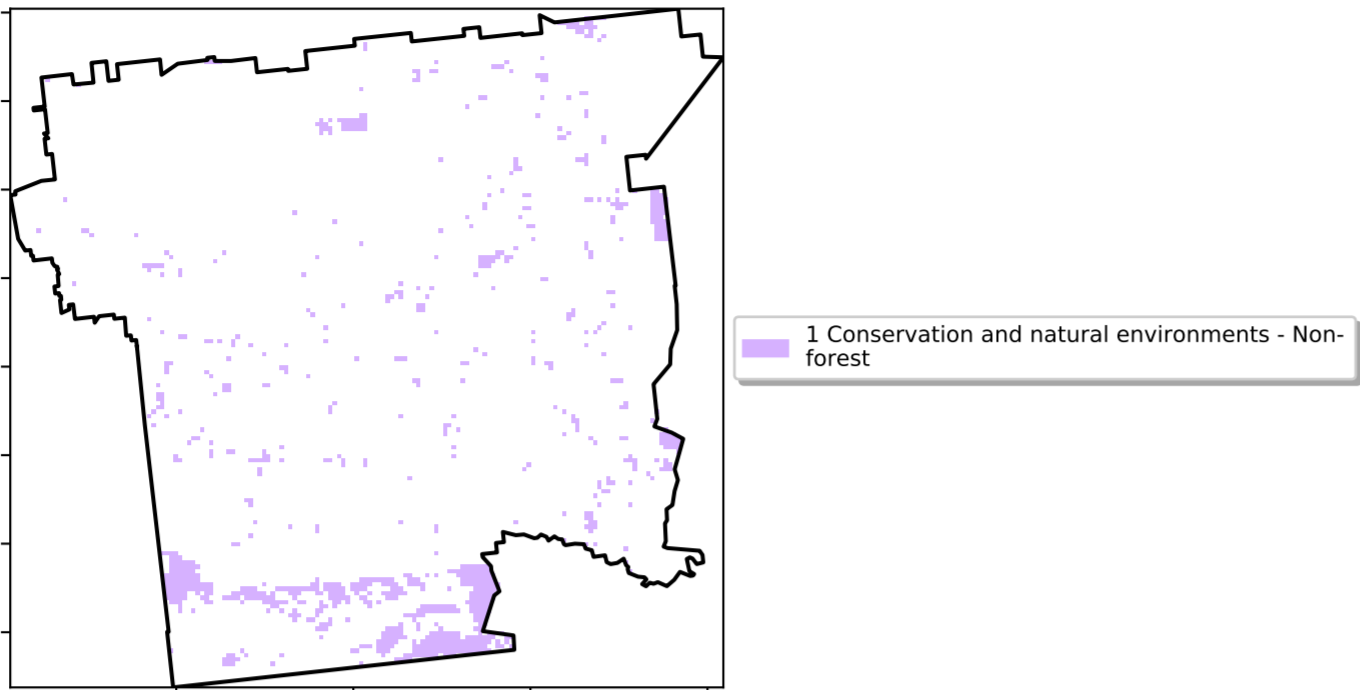 1 Conservation and natural environments - Non-
forest